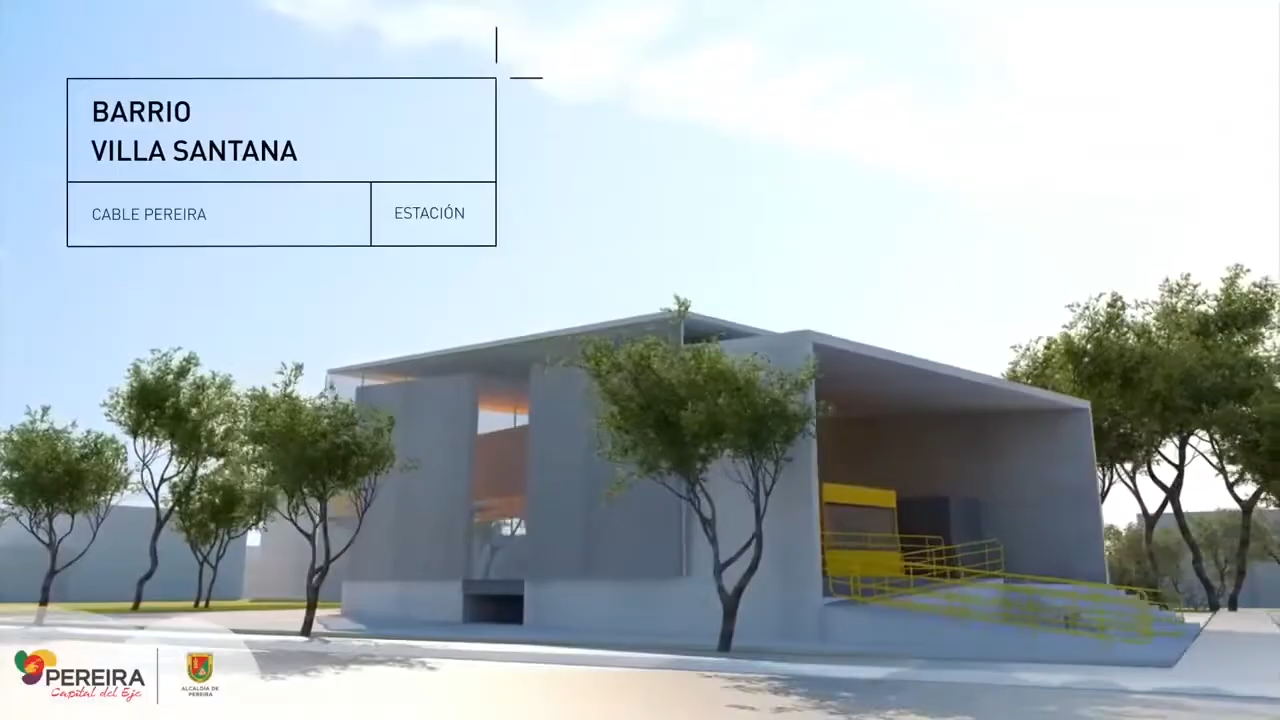 BARRIO
VILLA SANTANA
CABLE PEREIRA
ESTACIÓN
PEREIRA
Capital del Eje
ALCALDÍA DE
PEREIRA